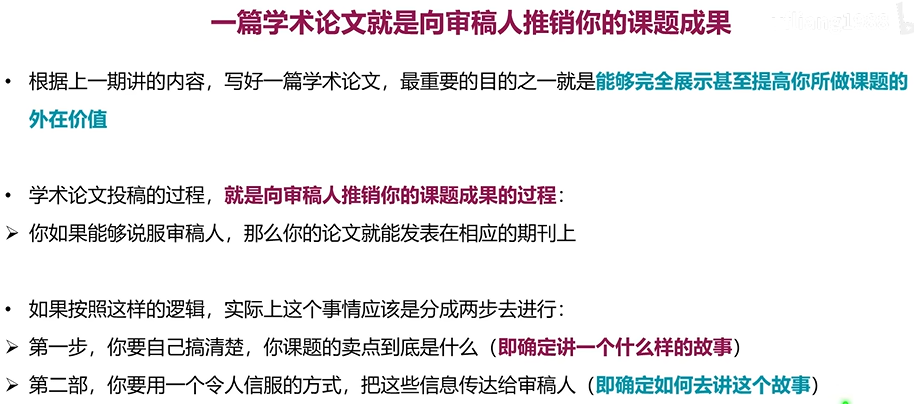 一篇学术论文就是向审稿人推销你的课题成果
• 根据上一期讲的内容，写好一篇学术论文，最重要的目的之一就是能够完全展示甚至提高你所做课题的
外在价值
• 学术论文投稿的过程，就是向审稿人推销你的课题成果的过程：
➢ 你如果能够说服审稿人，那么你的论文就能发表在相应的期刊上
• 如果按照这样的逻辑，实际上这个事情应该是分成两步去进行：
➢ 第一步，你要自己搞清楚，你课题的卖点到底是什么（即确定讲一个什么样的故事）
➢ 第二部，你要用一个令人信服的方式，把这些信息传达给审稿人（即确定如何去讲这个故事）